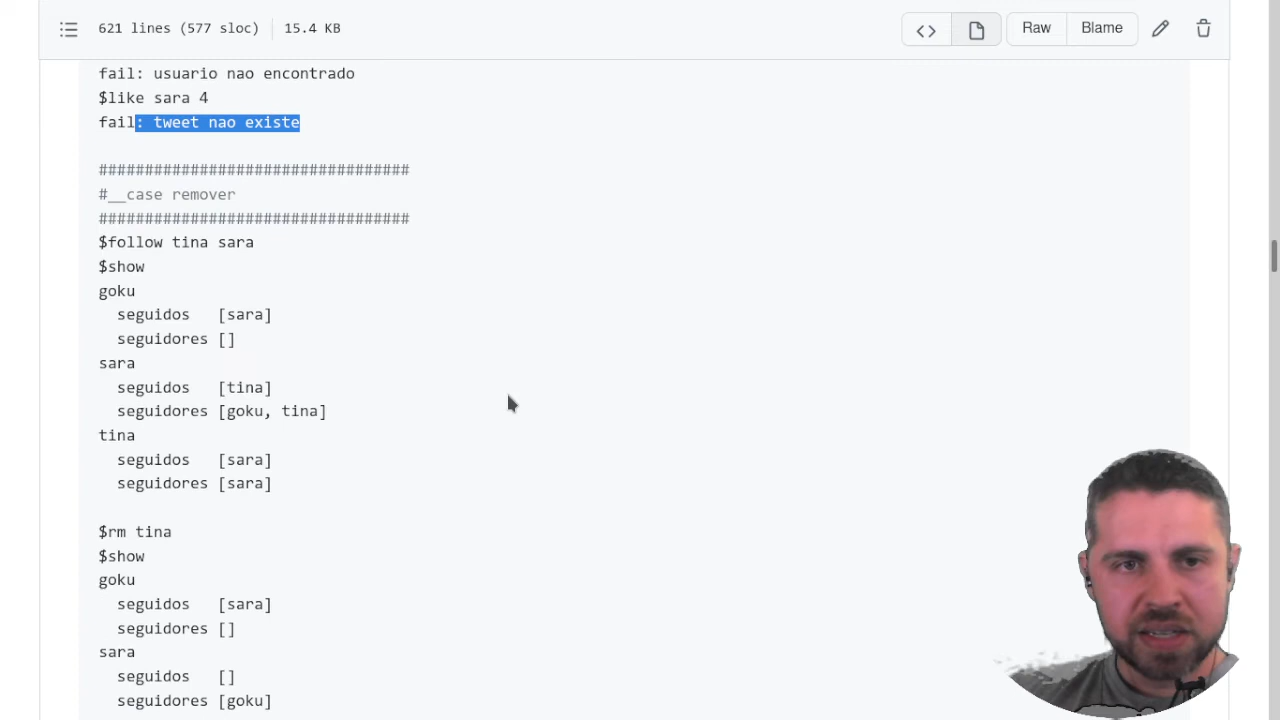 621 lines (577 sloc) 15.4 KB Raw Blame
fail: usuario nao encontrado
$like sara 4
fail: tweet nao existe
##################################
#__case remover
##################################
$follow tina sara
$show
goku
seguidos [sara]
seguidores []
sara
seguidos [tina]
seguidores [goku, tina]
tina
seguidos [sara]
seguidores [sara]
$rm tina
$show
goku
seguidos [sara]
seguidores []
sara
seguidos []
seguidores [goku]